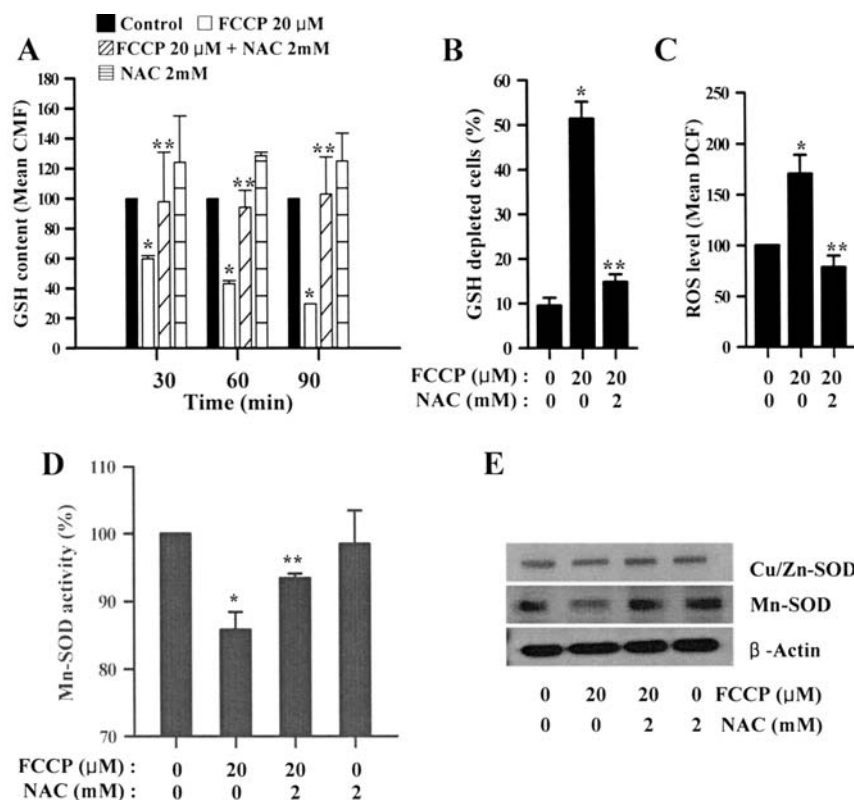 Control FCCP 20 μM
FCCP 20 μM + NAC 2mM
NAC 2mM
A
GSH content (Mean CMF)
180
160
140
120
100
80
60
40
20
0
* ** * ** * **
30 60 90
Time (min)
B
GSH depleted cells (%)
60
50
40
30
20
10
0
* **
FCCP (μM) : 0 20 20
NAC (mM) : 0 0 2
C
ROS level (Mean DCF)
250
200
150
100
50
0
* **
0 20 20
0 0 2
D
Mn-SOD activity (%)
110
100
90
80
70
* **
FCCP (μM) : 0 20 20 0
NAC (mM) : 0 0 2 2
E
Cu/Zn-SOD
Mn-SOD
β-Actin
0 20 20 0 FCCP (μM)
0 0 2 2 NAC (mM)